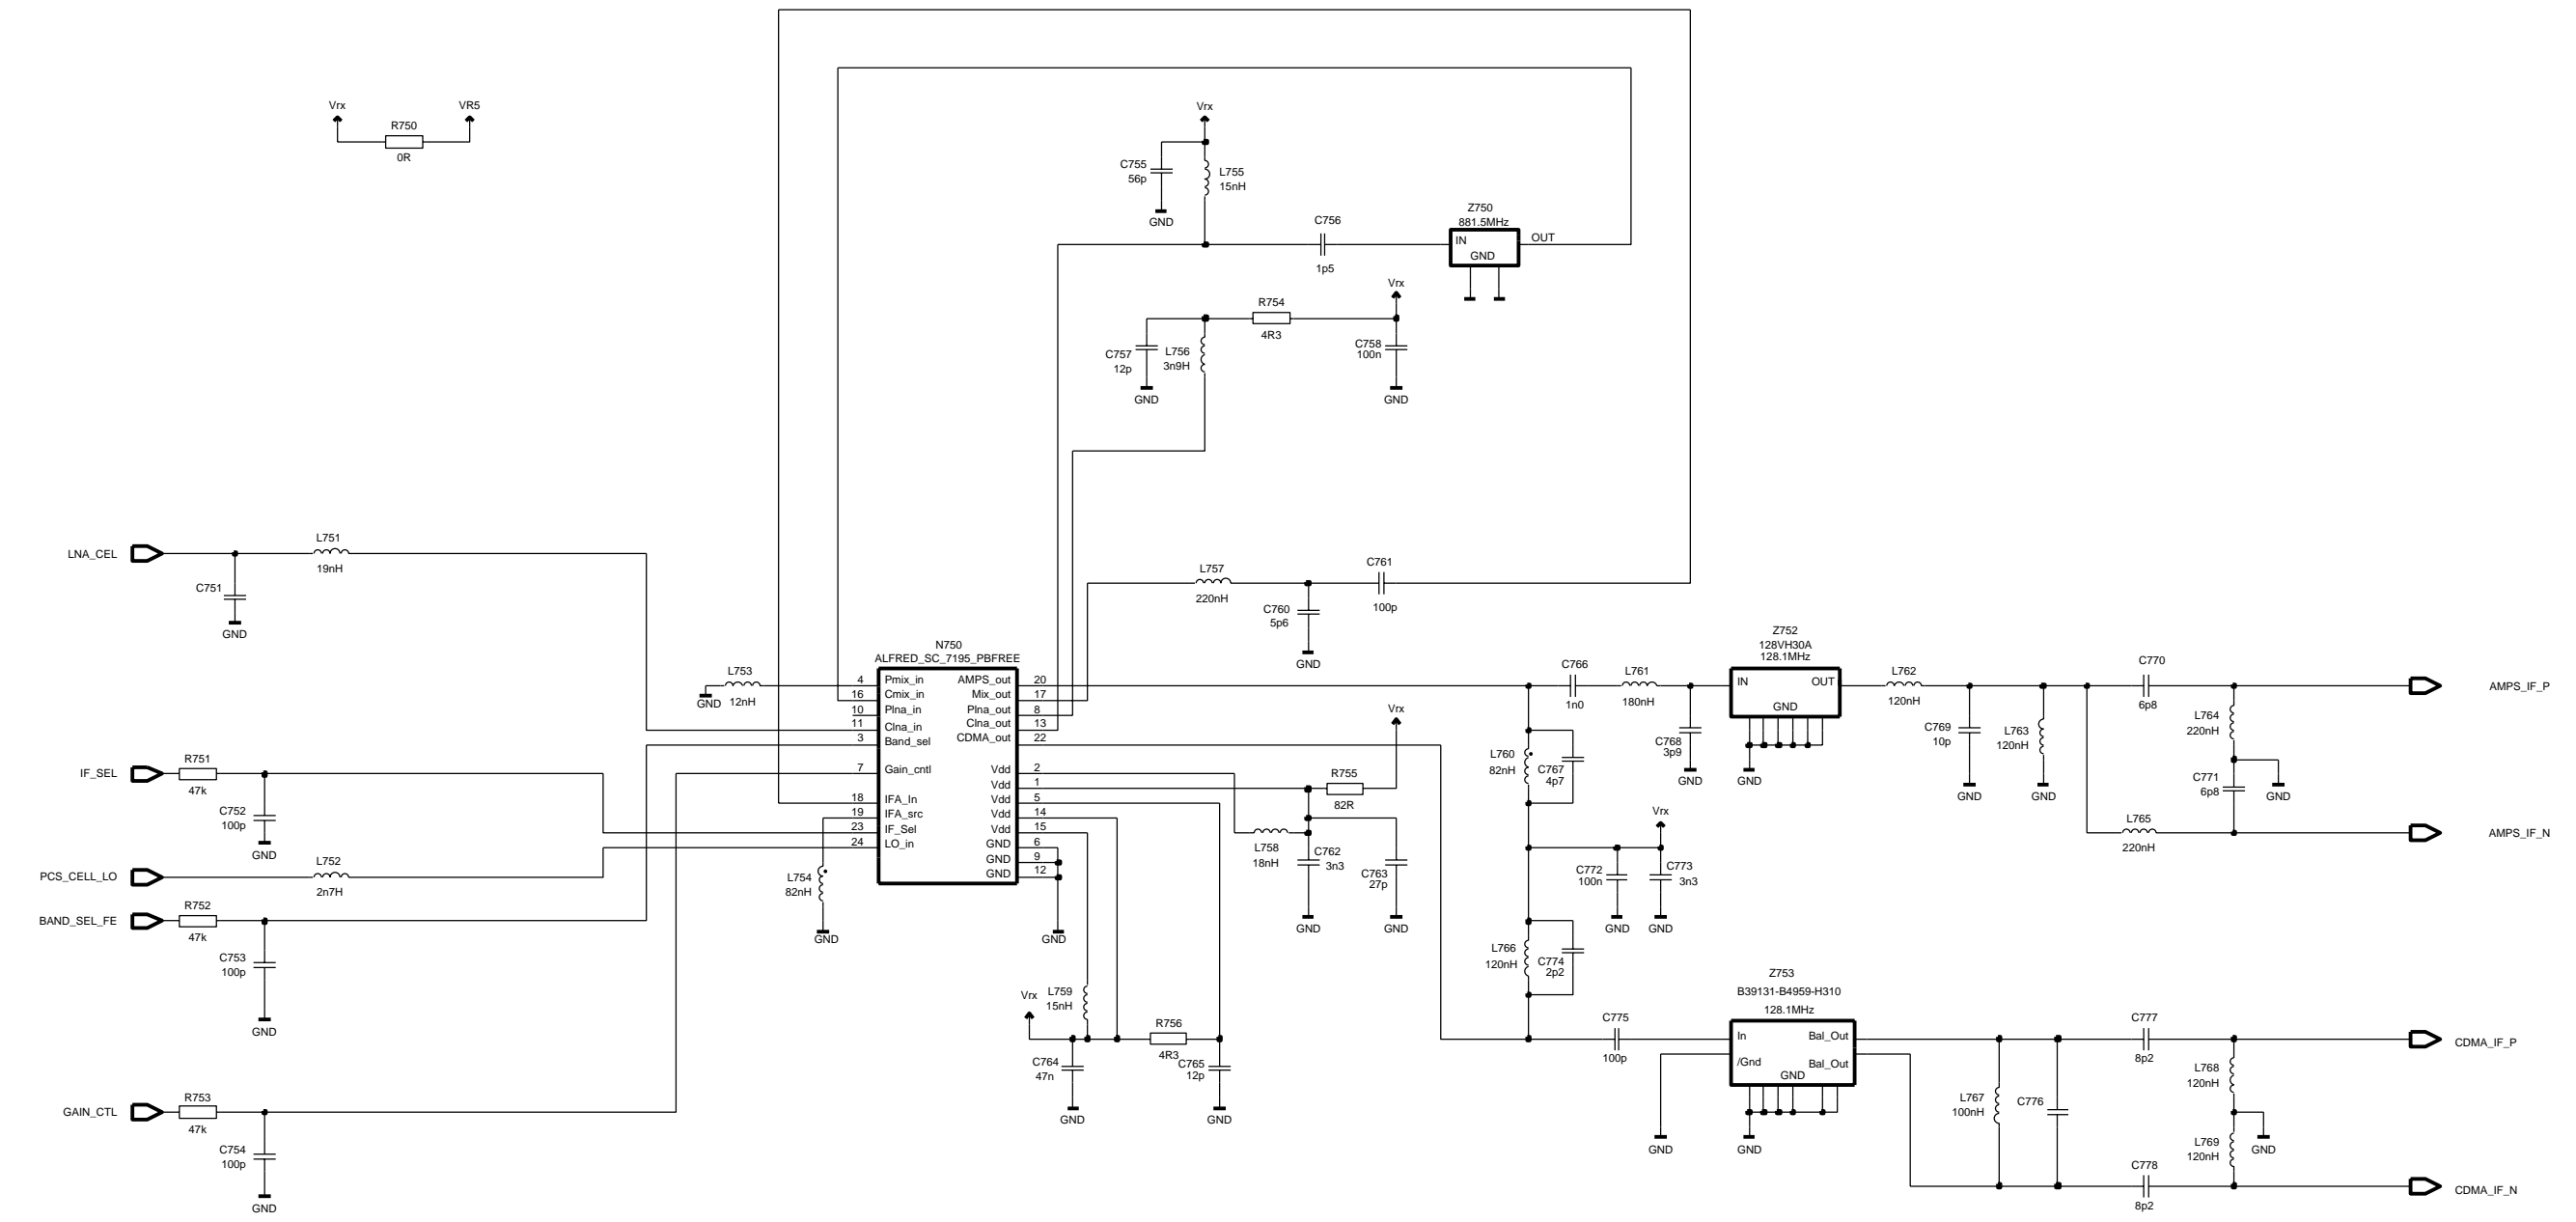 Vrx
VR5
R750
0R
Vrx
C755
56p
L755
15nH
GND
C756
1p5
Z750
881.5MHz
IN
OUT
GND
Vrx
R754
4R3
C757
12p
L756
3n9H
C758
100n
GND
GND
LNA_CEL
L751
19nH
C751
GND
L757
220nH
C761
100p
C760
5p6
GND
N750
ALFRED_SC_7195_PBFREE
L753
12nH
GND
4 Pmix_in AMPS_out 20
16 Cmix_in Mix_out 17
10 Plna_in Plna_out 8
11 Clna_in Clna_out 13
3 Band_sel CDMA_out 22
7 Gain_cntl Vdd 2
Vdd 1
18 IFA_In Vdd 5
19 IFA_src Vdd 14
23 IF_Sel Vdd 15
24 LO_in GND 6
GND 9
GND 12
IF_SEL
R751
47k
C752
100p
GND
PCS_CELL_LO
L752
2n7H
BAND_SEL_FE
R752
47k
C753
100p
GND
GAIN_CTL
R753
47k
C754
100p
GND
L754
82nH
GND
GND
Vrx
R755
82R
L758
18nH
C762
3n3
C763
27p
GND
GND
Vrx
L759
15nH
R756
4R3
C764
47n
C765
12p
GND
GND
C766
1n0
L761
180nH
C768
3p9
GND
L760
82nH
C767
4p7
Vrx
C772
100n
C773
3n3
GND
GND
L766
120nH
C774
2p2
Z752
128VH30A
128.1MHz
IN
OUT
GND
GND
L762
120nH
C769
10p
GND
L763
120nH
GND
C770
6p8
L764
220nH
C771
6p8
GND
L765
220nH
AMPS_IF_P
AMPS_IF_N
C775
100p
GND
Z753
B39131-B4959-H310
128.1MHz
In
Bal_Out
/Gnd
Bal_Out
GND
GND
L767
100nH
C776
C777
8p2
L768
120nH
L769
120nH
GND
C778
8p2
CDMA_IF_P
CDMA_IF_N